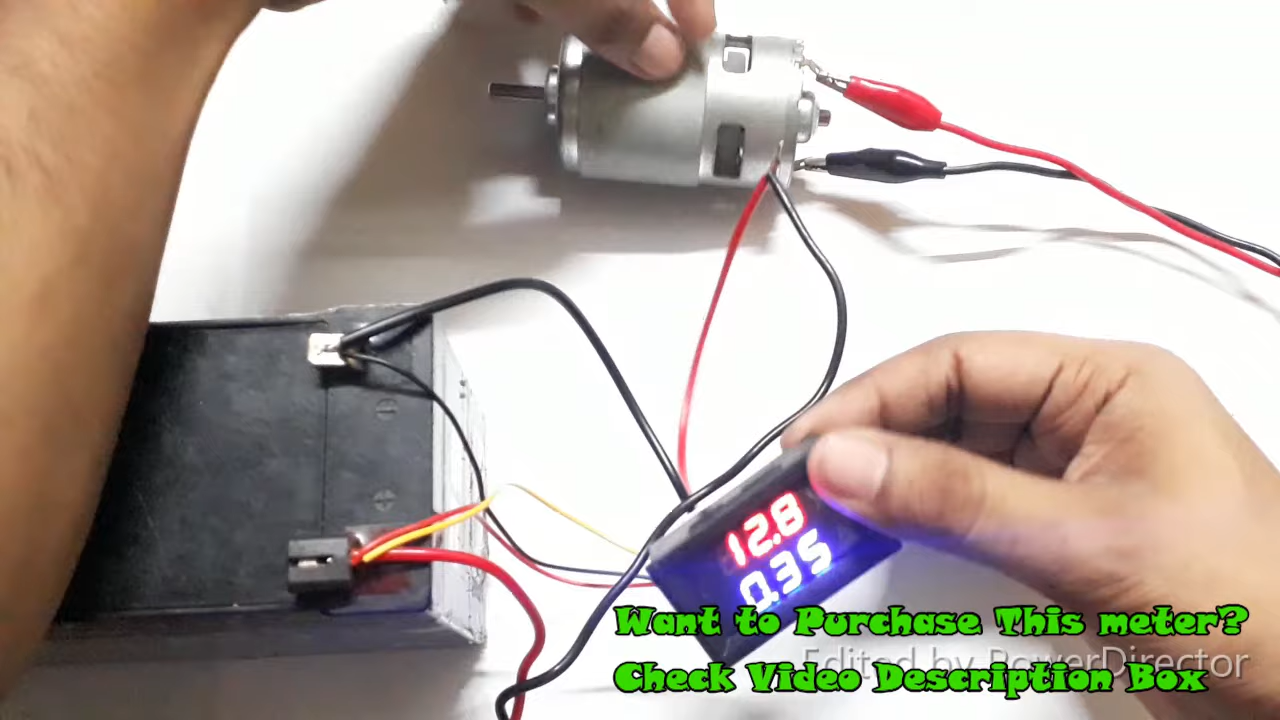 12.8
0.35
Want to Purchase This meter?
Edited by PowerDirector
Check Video Description Box